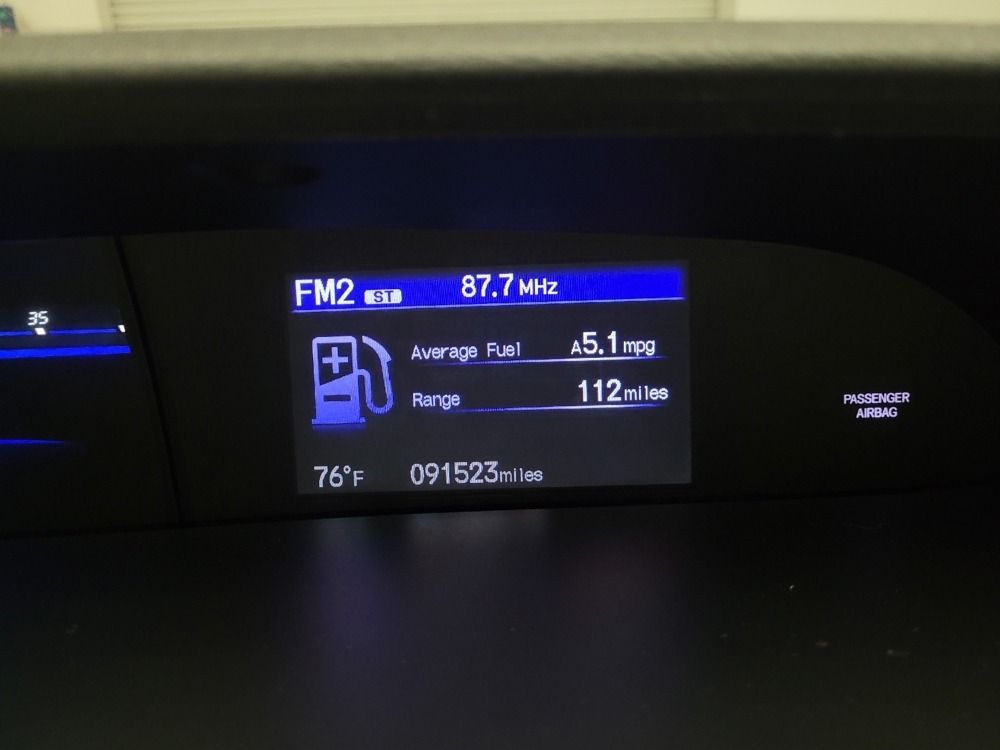 FM2 ST 87.7 MHz
35
Average Fuel A5.1 mpg
Range 112 miles
PASSENGER
AIRBAG
76°F 091523 miles